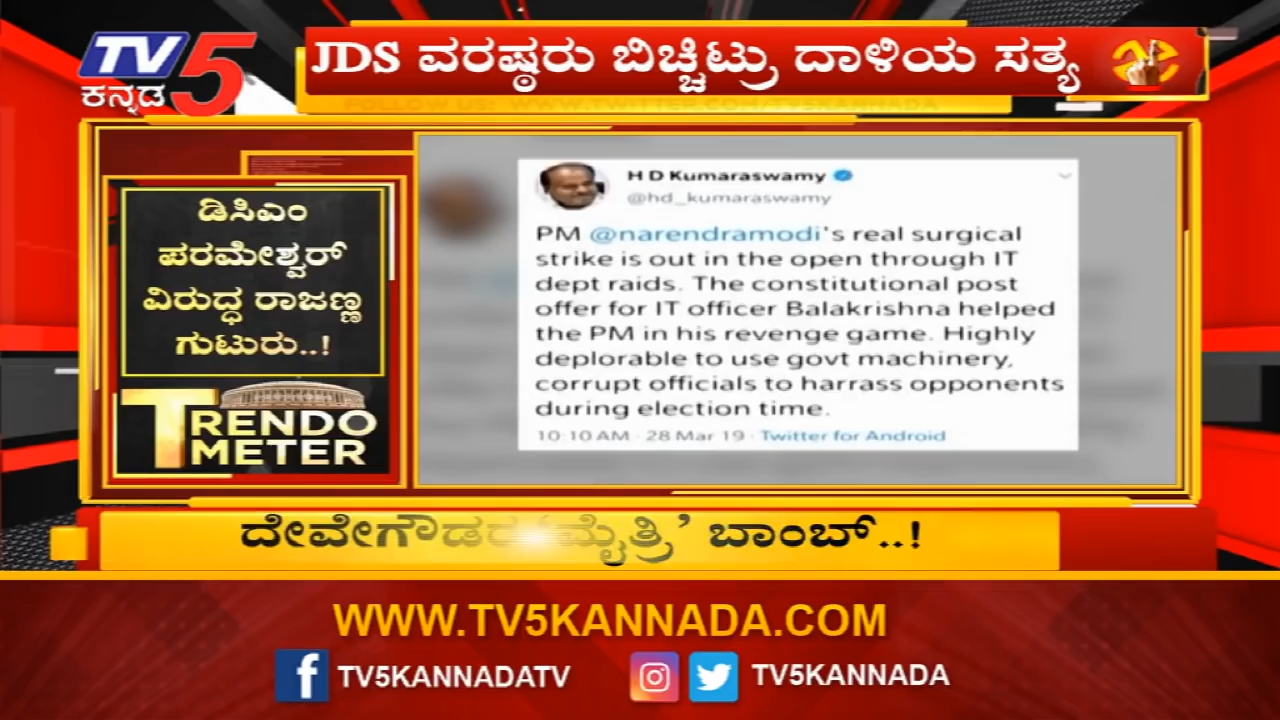 TV5
ಕನ್ನಡ
JDS ವರಿಷ್ಠರು ಬಿಚ್ಚಿಟ್ರು ದಾಳಿಯ ಸತ್ಯ
ಡಿಸಿಎಂ
ಪರಮೇಶ್ವರ್
ವಿರುದ್ಧ ರಾಜಣ್ಣ
ಗುಟುರು..!
TRENDO
METER
H D Kumaraswamy
@hd_kumaraswamy
PM @narendramodi's real surgical
strike is out in the open through IT
dept raids. The constitutional post
offer for IT officer Balakrishna helped
the PM in his revenge game. Highly
deplorable to use govt machinery,
corrupt officials to harrass opponents
during election time.
10:10 AM · 28 Mar 19 · Twitter for Android
ದೇವೇಗೌಡರ 'ಮೈತ್ರಿ' ಬಾಂಬ್..!
WWW.TV5KANNADA.COM
TV5KANNADATV
TV5KANNADA